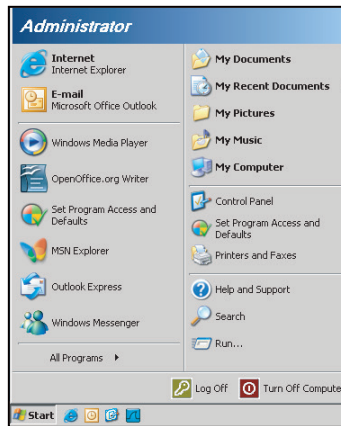 Administrator
Internet
Internet Explorer
E-mail
Microsoft Office Outlook
Windows Media Player
OpenOffice.org Writer
Set Program Access and
Defaults
MSN Explorer
Outlook Express
Windows Messenger
All Programs
My Documents
My Recent Documents
My Pictures
My Music
My Computer
Control Panel
Set Program Access and
Defaults
Printers and Faxes
Help and Support
Search
Run...
Log Off
Turn Off Compute
Start